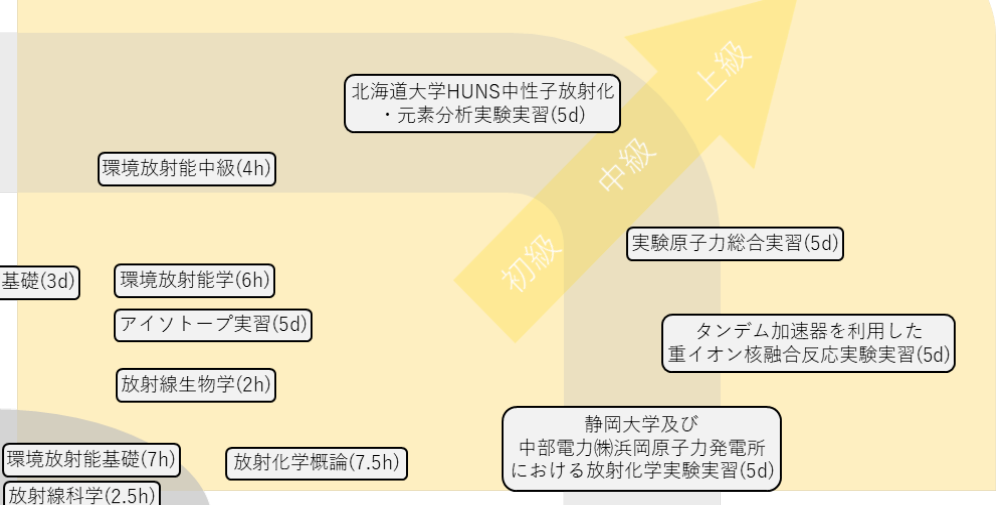 上級
北海道大学HUNS中性子放射化
・元素分析実験実習(5d)
中級
環境放射能中級(4h)
実験原子力総合実習(5d)
初級
基礎(3d)
環境放射能学(6h)
アイソトープ実習(5d)
タンデム加速器を利用した
重イオン核融合反応実験実習(5d)
放射線生物学(2h)
静岡大学及び
中部電力㈱浜岡原子力発電所
における放射化学実験実習(5d)
環境放射能基礎(7h)
放射化学概論(7.5h)
放射線科学(2.5h)